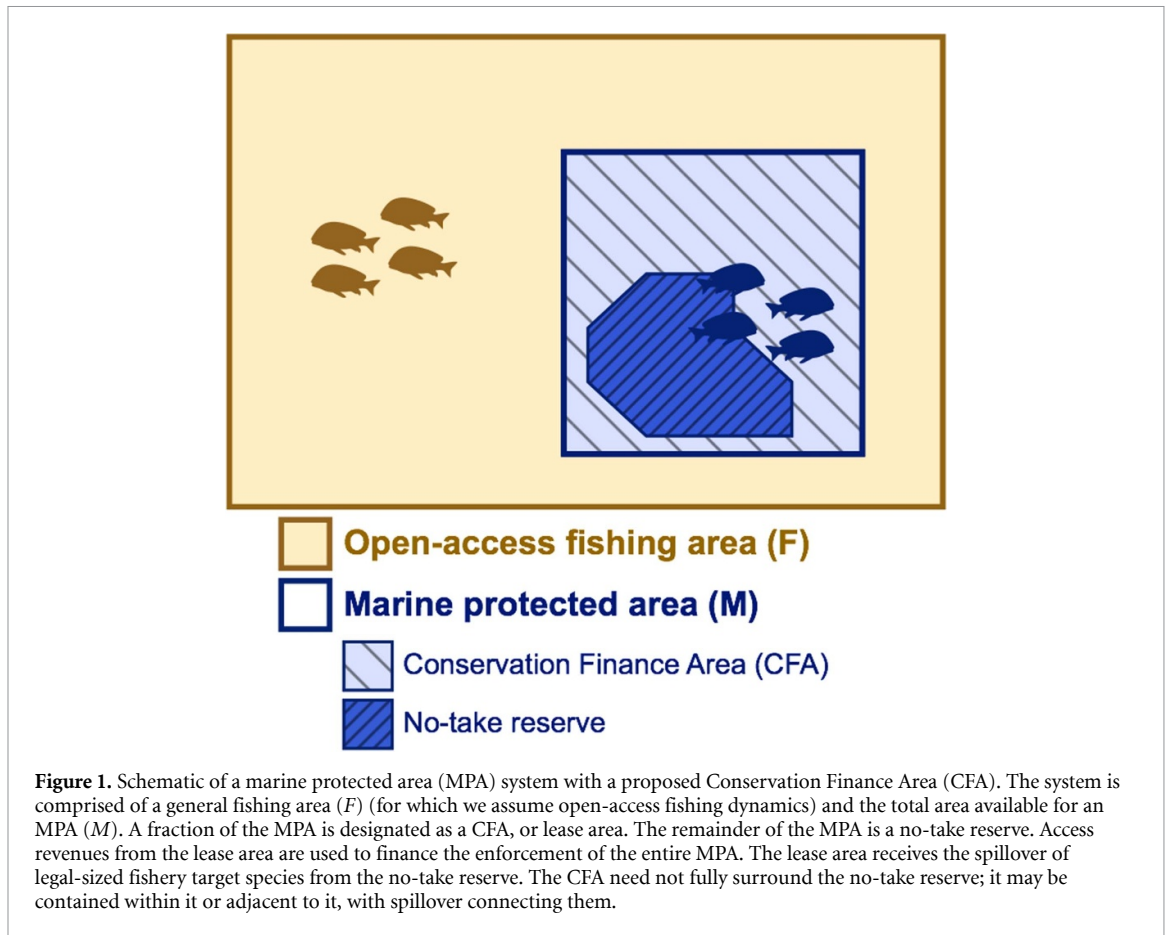 Open-access fishing area (F)
Marine protected area (M)
Conservation Finance Area (CFA)
No-take reserve
Figure 1. Schematic of a marine protected area (MPA) system with a proposed Conservation Finance Area (CFA). The system is
comprised of a general fishing area (F) (for which we assume open-access fishing dynamics) and the total area available for an
MPA (M). A fraction of the MPA is designated as a CFA, or lease area. The remainder of the MPA is a no-take reserve. Access
revenues from the lease area are used to finance the enforcement of the entire MPA. The lease area receives the spillover of
legal-sized fishery target species from the no-take reserve. The CFA need not fully surround the no-take reserve; it may be
contained within it or adjacent to it, with spillover connecting them.